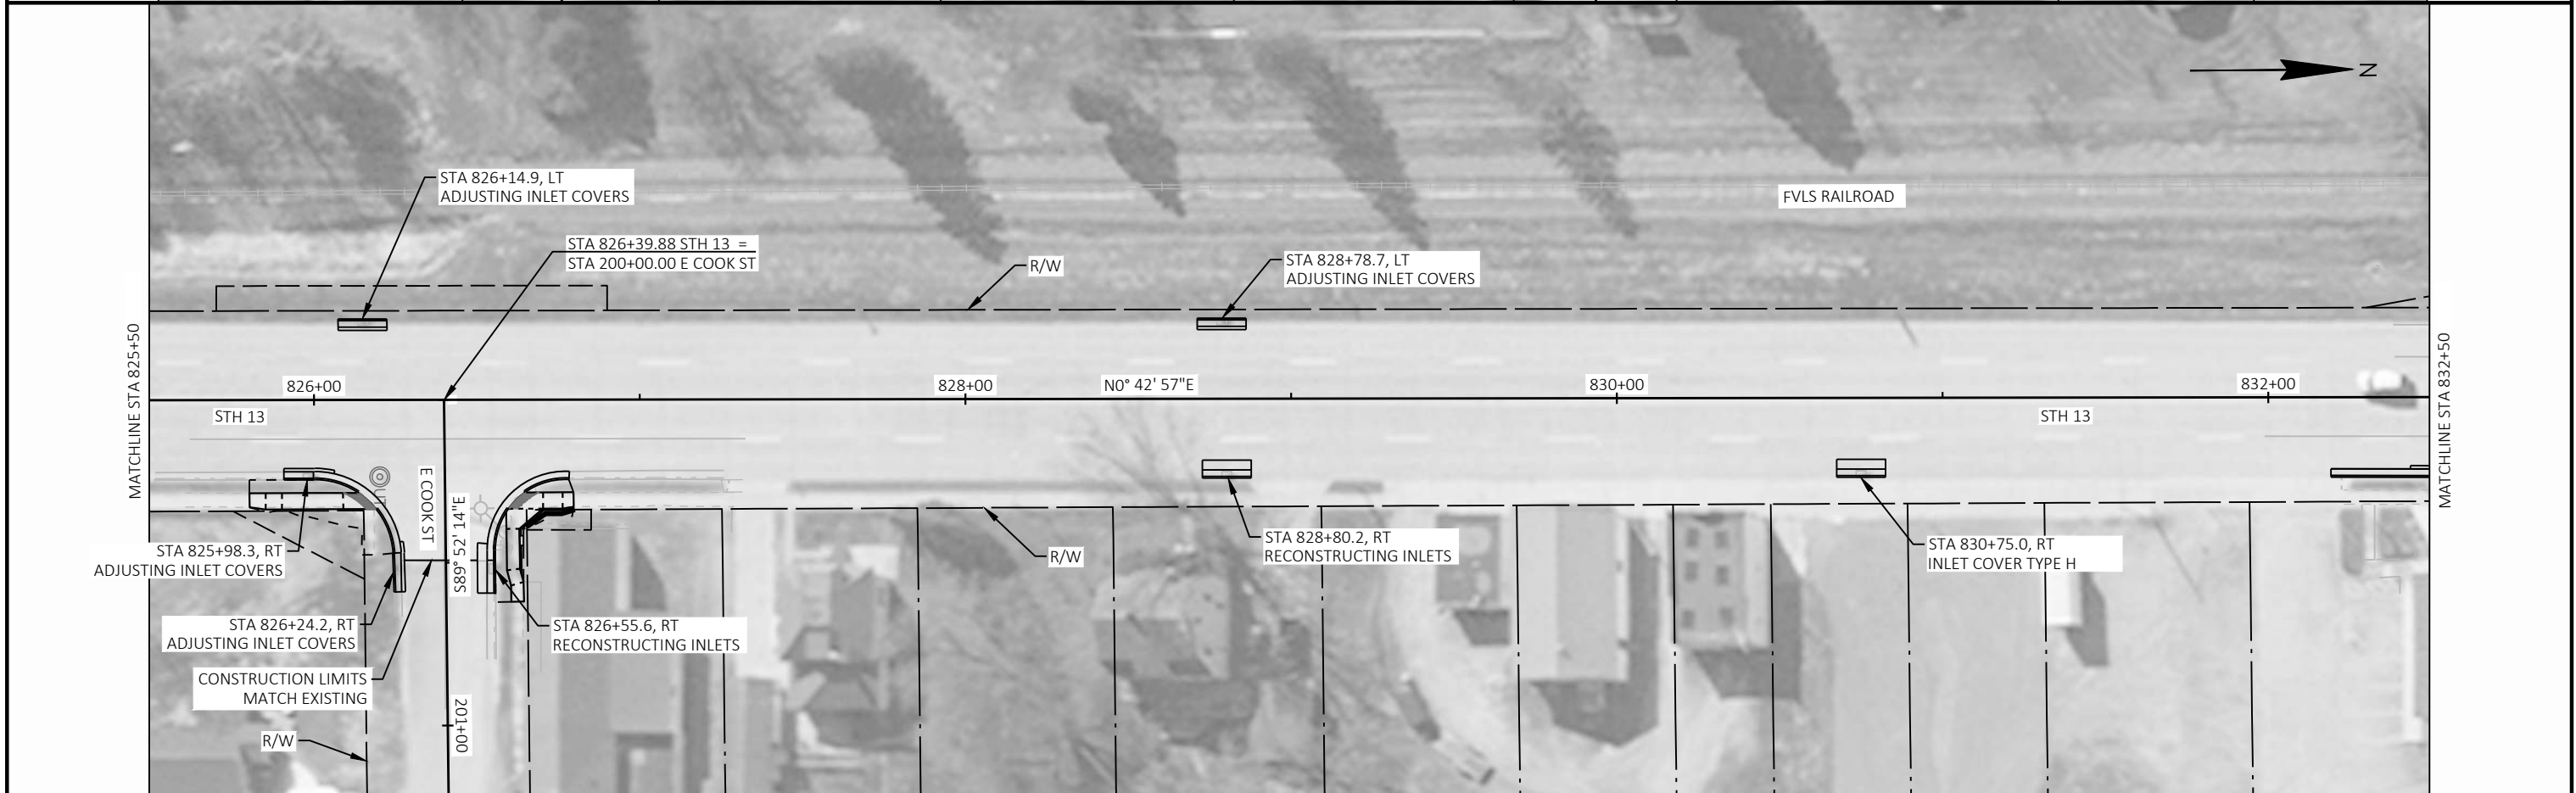 N
STA 826+14.9, LT
ADJUSTING INLET COVERS
FVLS RAILROAD
STA 826+39.88 STH 13 =
STA 200+00.00 E COOK ST
R/W
STA 828+78.7, LT
ADJUSTING INLET COVERS
MATCHLINE STA 825+50
MATCHLINE STA 832+50
826+00
828+00
N0° 42' 57"E
830+00
832+00
STH 13
STH 13
E COOK ST
S89° 52' 14"E
STA 825+98.3, RT
ADJUSTING INLET COVERS
R/W
STA 828+80.2, RT
RECONSTRUCTING INLETS
STA 830+75.0, RT
INLET COVER TYPE H
STA 826+24.2, RT
ADJUSTING INLET COVERS
STA 826+55.6, RT
RECONSTRUCTING INLETS
CONSTRUCTION LIMITS
MATCH EXISTING
201+00
R/W